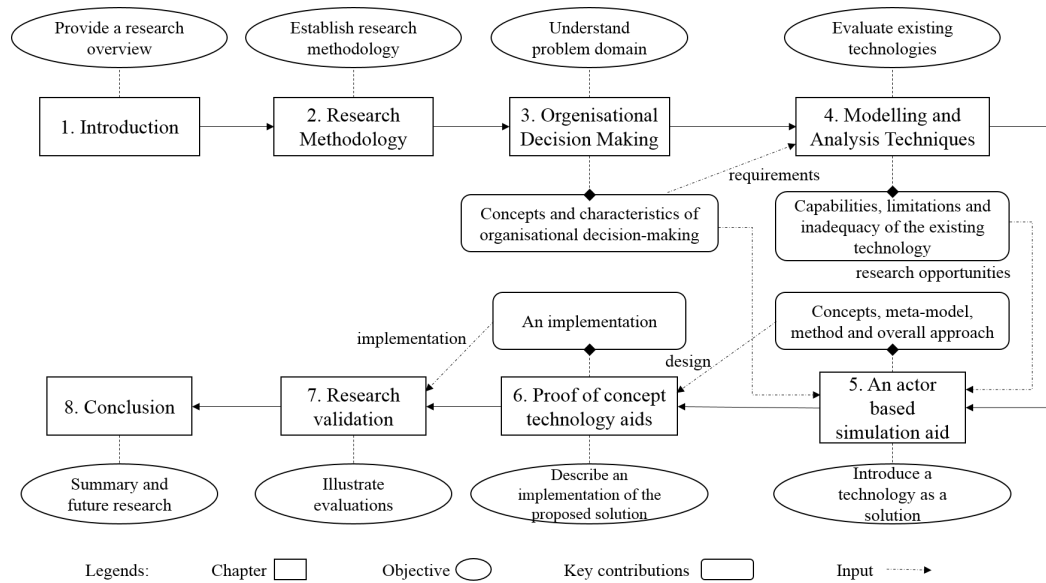 Provide a research
overview
Establish research
methodology
Understand
problem domain
Evaluate existing
technologies
1. Introduction
2. Research
Methodology
3. Orgenisational
Decision Making
4. Modelling and
Analysis Techniques
requirements
Concepts and characteristics of
organisational decision-making
Capabilities, limitations and
inadequacy of the existing
technology
research opportunities
An implementation
Concepts, meta-model,
method and overall approach
implementation
design
8. Conclusion
7. Research
validation
6. Proof of concept
technology aids
5. An actor
based
simulation aid
Summary and
future research
Illustrate
evaluations
Describe an
implementation of the
proposed solution
Introduce a
technology as a
solution
Legends:
Chapter
Objective
Key contributions
Input